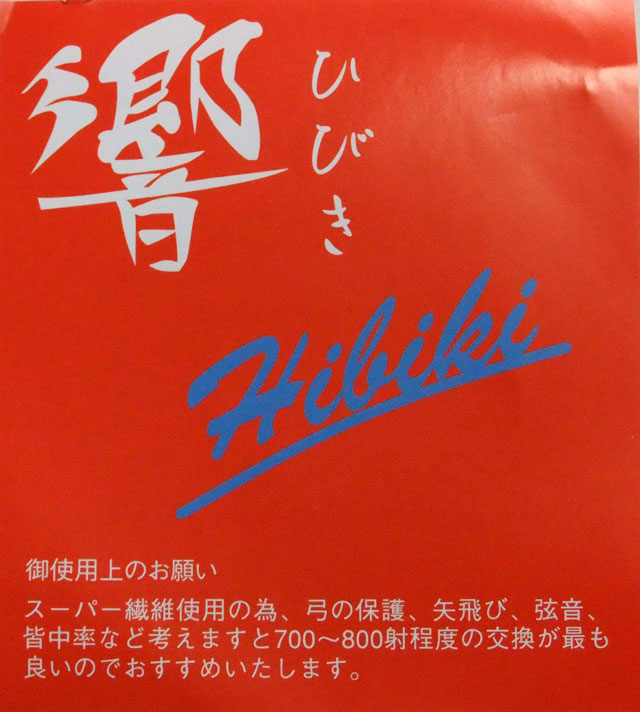 響
ひびき
Hibiki
御使用上のお願い
スーパー繊維使用の為、弓の保護、矢飛び、弦音、
皆中率など考えますと700〜800射程度の交換が最も
良いのでおすすめいたします。